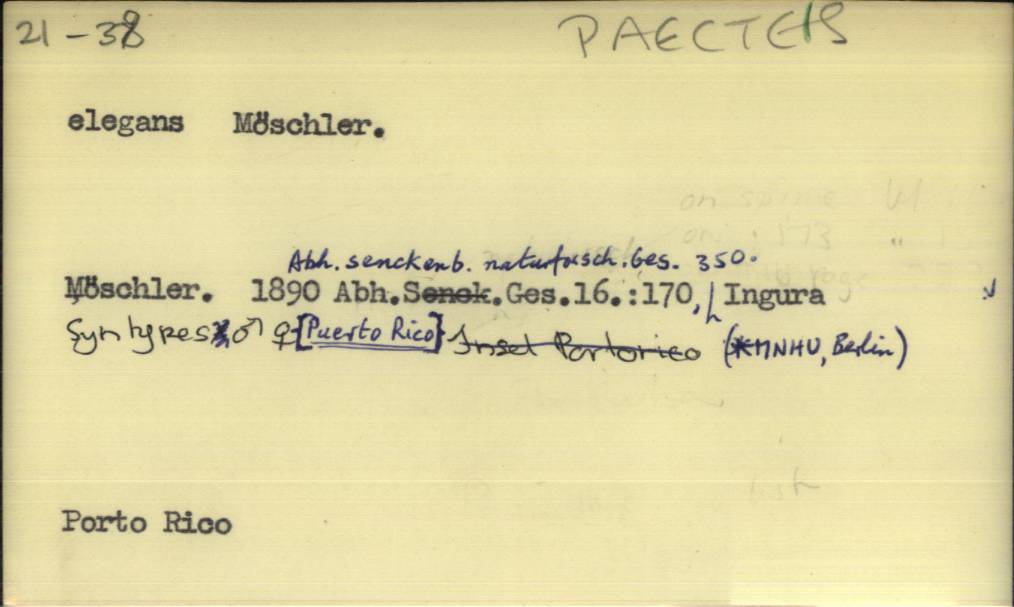 21-38 PAECTES
elegans Möschler.
Abh. senckenb. naturforsch. Ges. 350.
Möschler. 1890 Abh.Senck.Ges.16.:170, Ingura
Syntypes ♂ ♀ [Puerto Rico] Insel Portorico (MNHU, Berlin)
Porto Rico